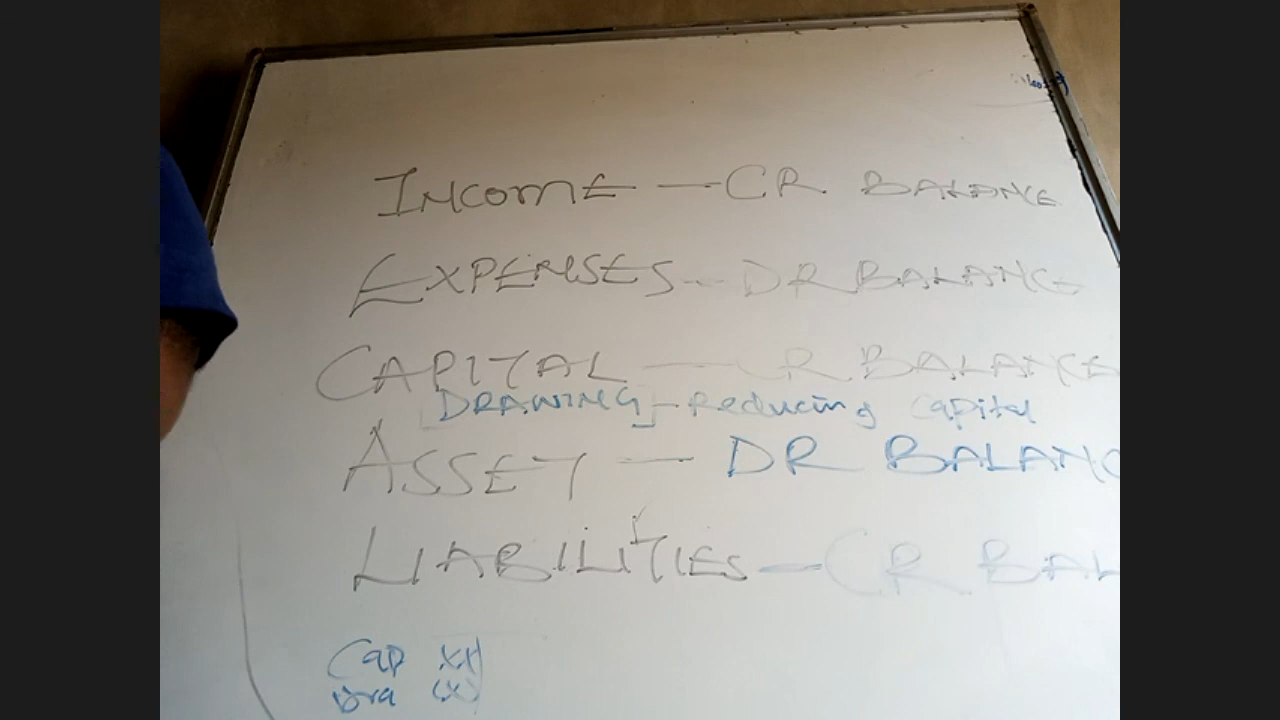 INCOME — CR BALANCE
EXPENSES — DR BALANC
CAPITAL — CR BALANCE
[DRAWING] — Reducing Capital
ASSET — DR BALANC
LIABILITIES — CR BAL
Cap xx
Dra (x)